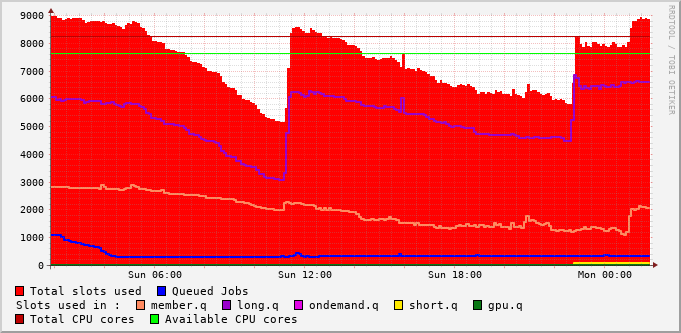 RRDTOOL / TOBI OETIKER
9000
8000
7000
6000
5000
4000
3000
2000
1000
0
Sun 06:00 Sun 12:00 Sun 18:00 Mon 00:00
Total slots used Queued Jobs
Slots used in : member.q long.q ondemand.q short.q gpu.q
Total CPU cores Available CPU cores